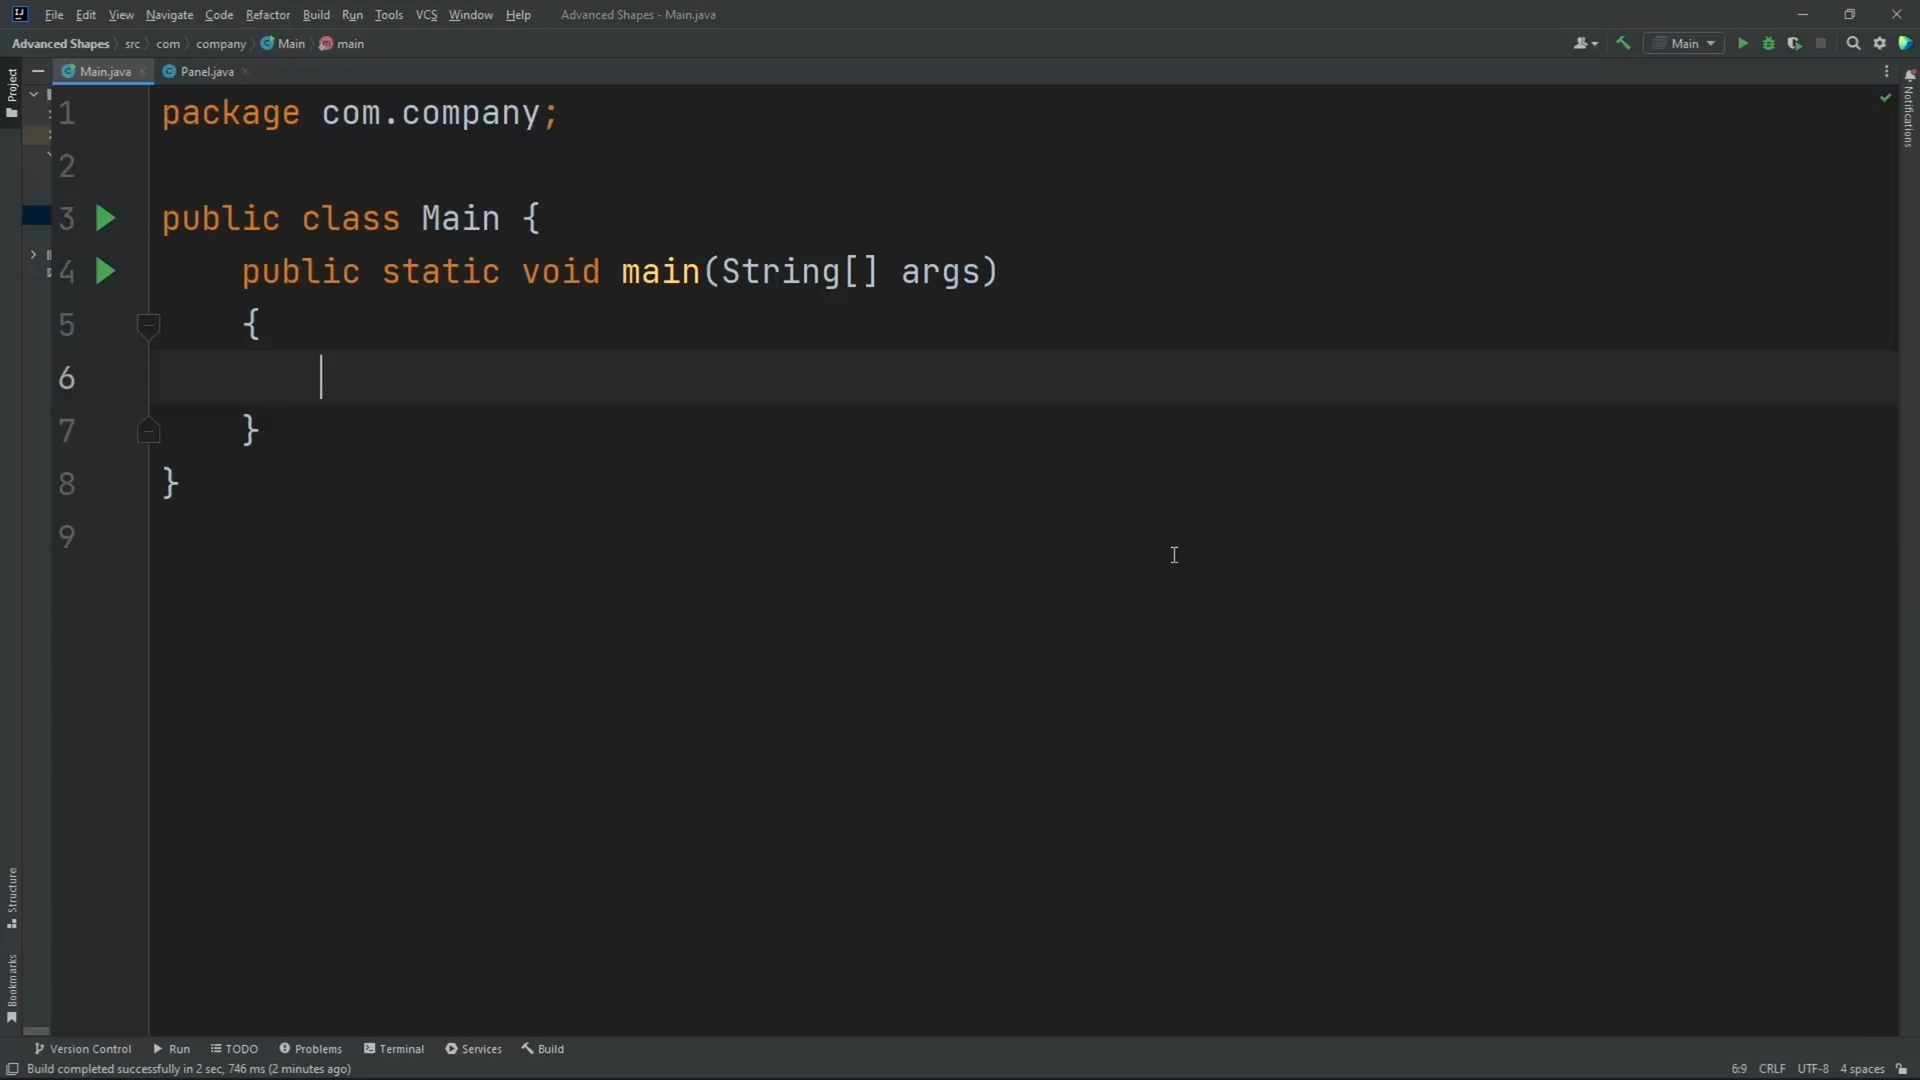 File Edit View Navigate Code Refactor Build Run Tools VCS Window Help Advanced Shapes - Main.java
Advanced Shapes src com company Main main Main
Project Main.java Panel.java
Notifications
1 package com.company;
2
3 public class Main {
4 public static void main(String[] args)
5 {
6
7 }
8 }
9
Structure
Bookmarks
Version Control Run TODO Problems Terminal Services Build
Build completed successfully in 2 sec, 746 ms (2 minutes ago) 6:9 CRLF UTF-8 4 spaces